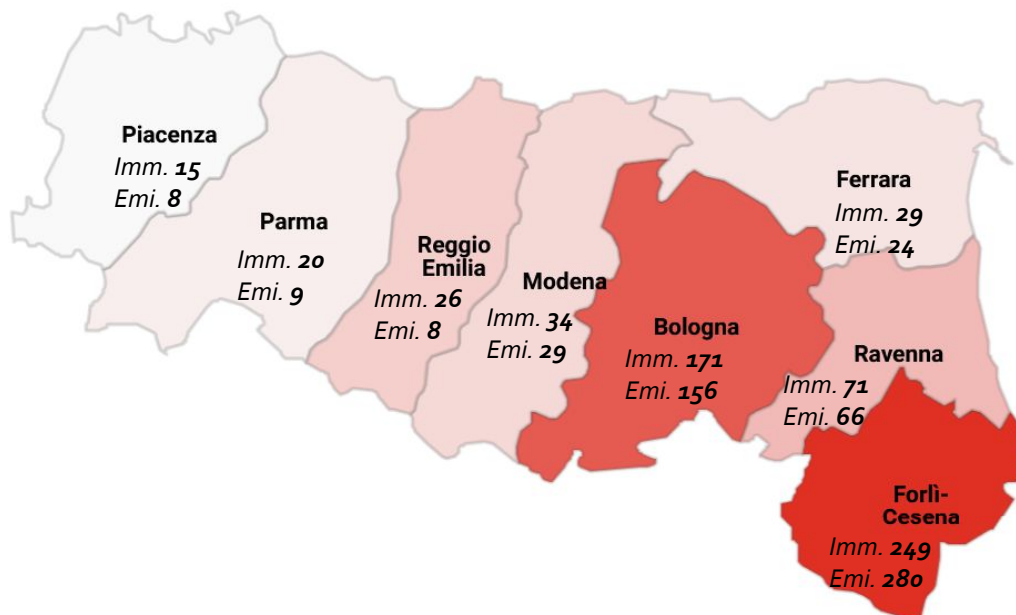 Piacenza
Imm. 15
Emi. 8
Parma
Imm. 20
Emi. 9
Reggio
Emilia
Imm. 26
Emi. 8
Modena
Imm. 34
Emi. 29
Bologna
Imm. 171
Emi. 156
Ferrara
Imm. 29
Emi. 24
Ravenna
Imm. 71
Emi. 66
Forlì-
Cesena
Imm. 249
Emi. 280